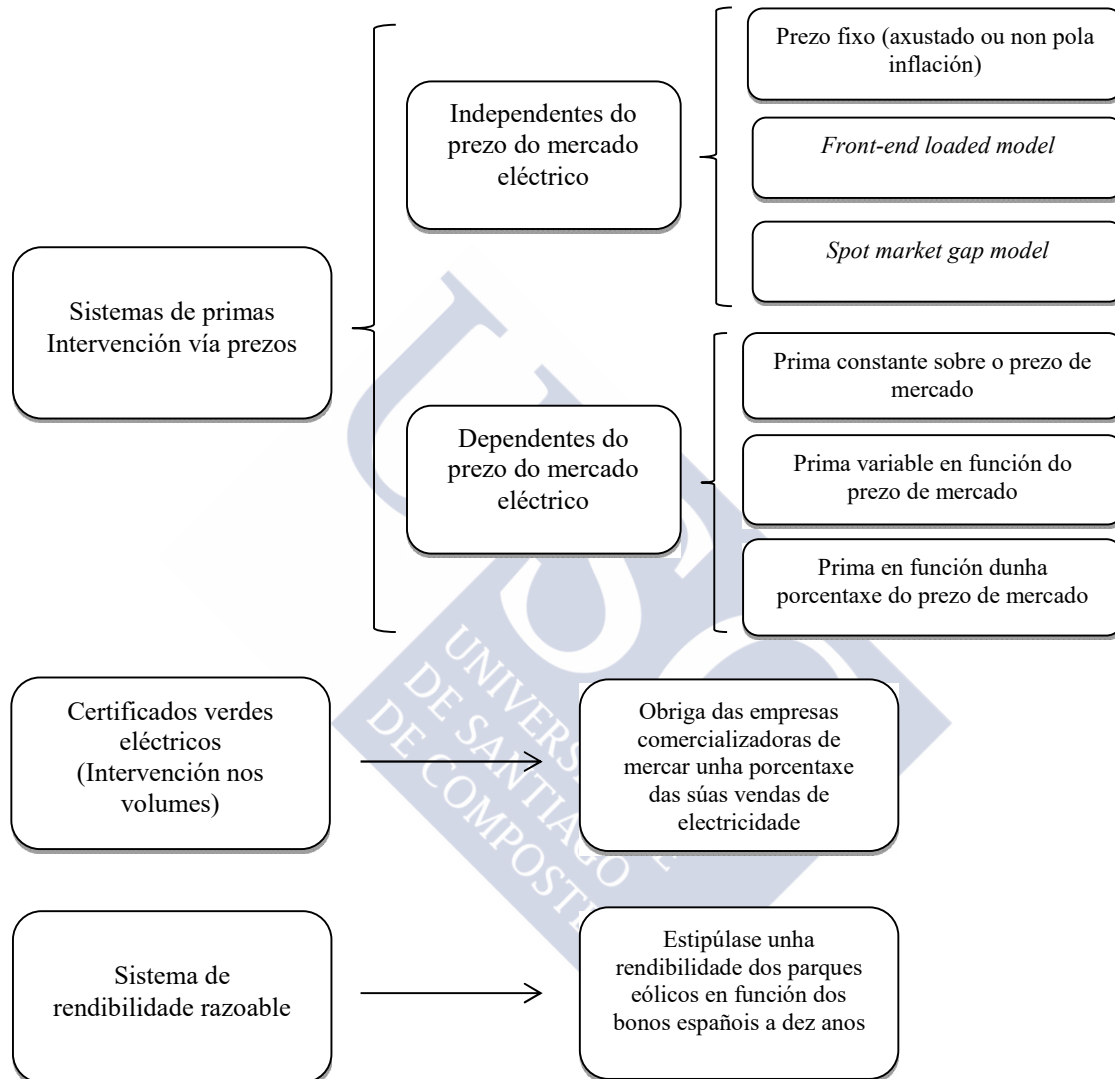 Prezo fixo (axustado ou non pola
inflación)
Independentes do
prezo do mercado
eléctrico
Front-end loaded model
Spot market gap model
Sistemas de primas
Intervención vía prezos
Prima constante sobre o prezo de
mercado
Dependentes do
prezo do mercado
eléctrico
Prima variable en función do
prezo de mercado
Prima en función dunha
porcentaxe do prezo de mercado
Certificados verdes
eléctricos
(Intervención nos
volumes)
Obriga das empresas
comercializadoras de
mercar unha porcentaxe
das súas vendas de
electricidade
Sistema de
rendibilidade razoable
Estipúlase unha
rendibilidade dos parques
eólicos en función dos
bonos españois a dez anos
USC
DE SANTIAGO